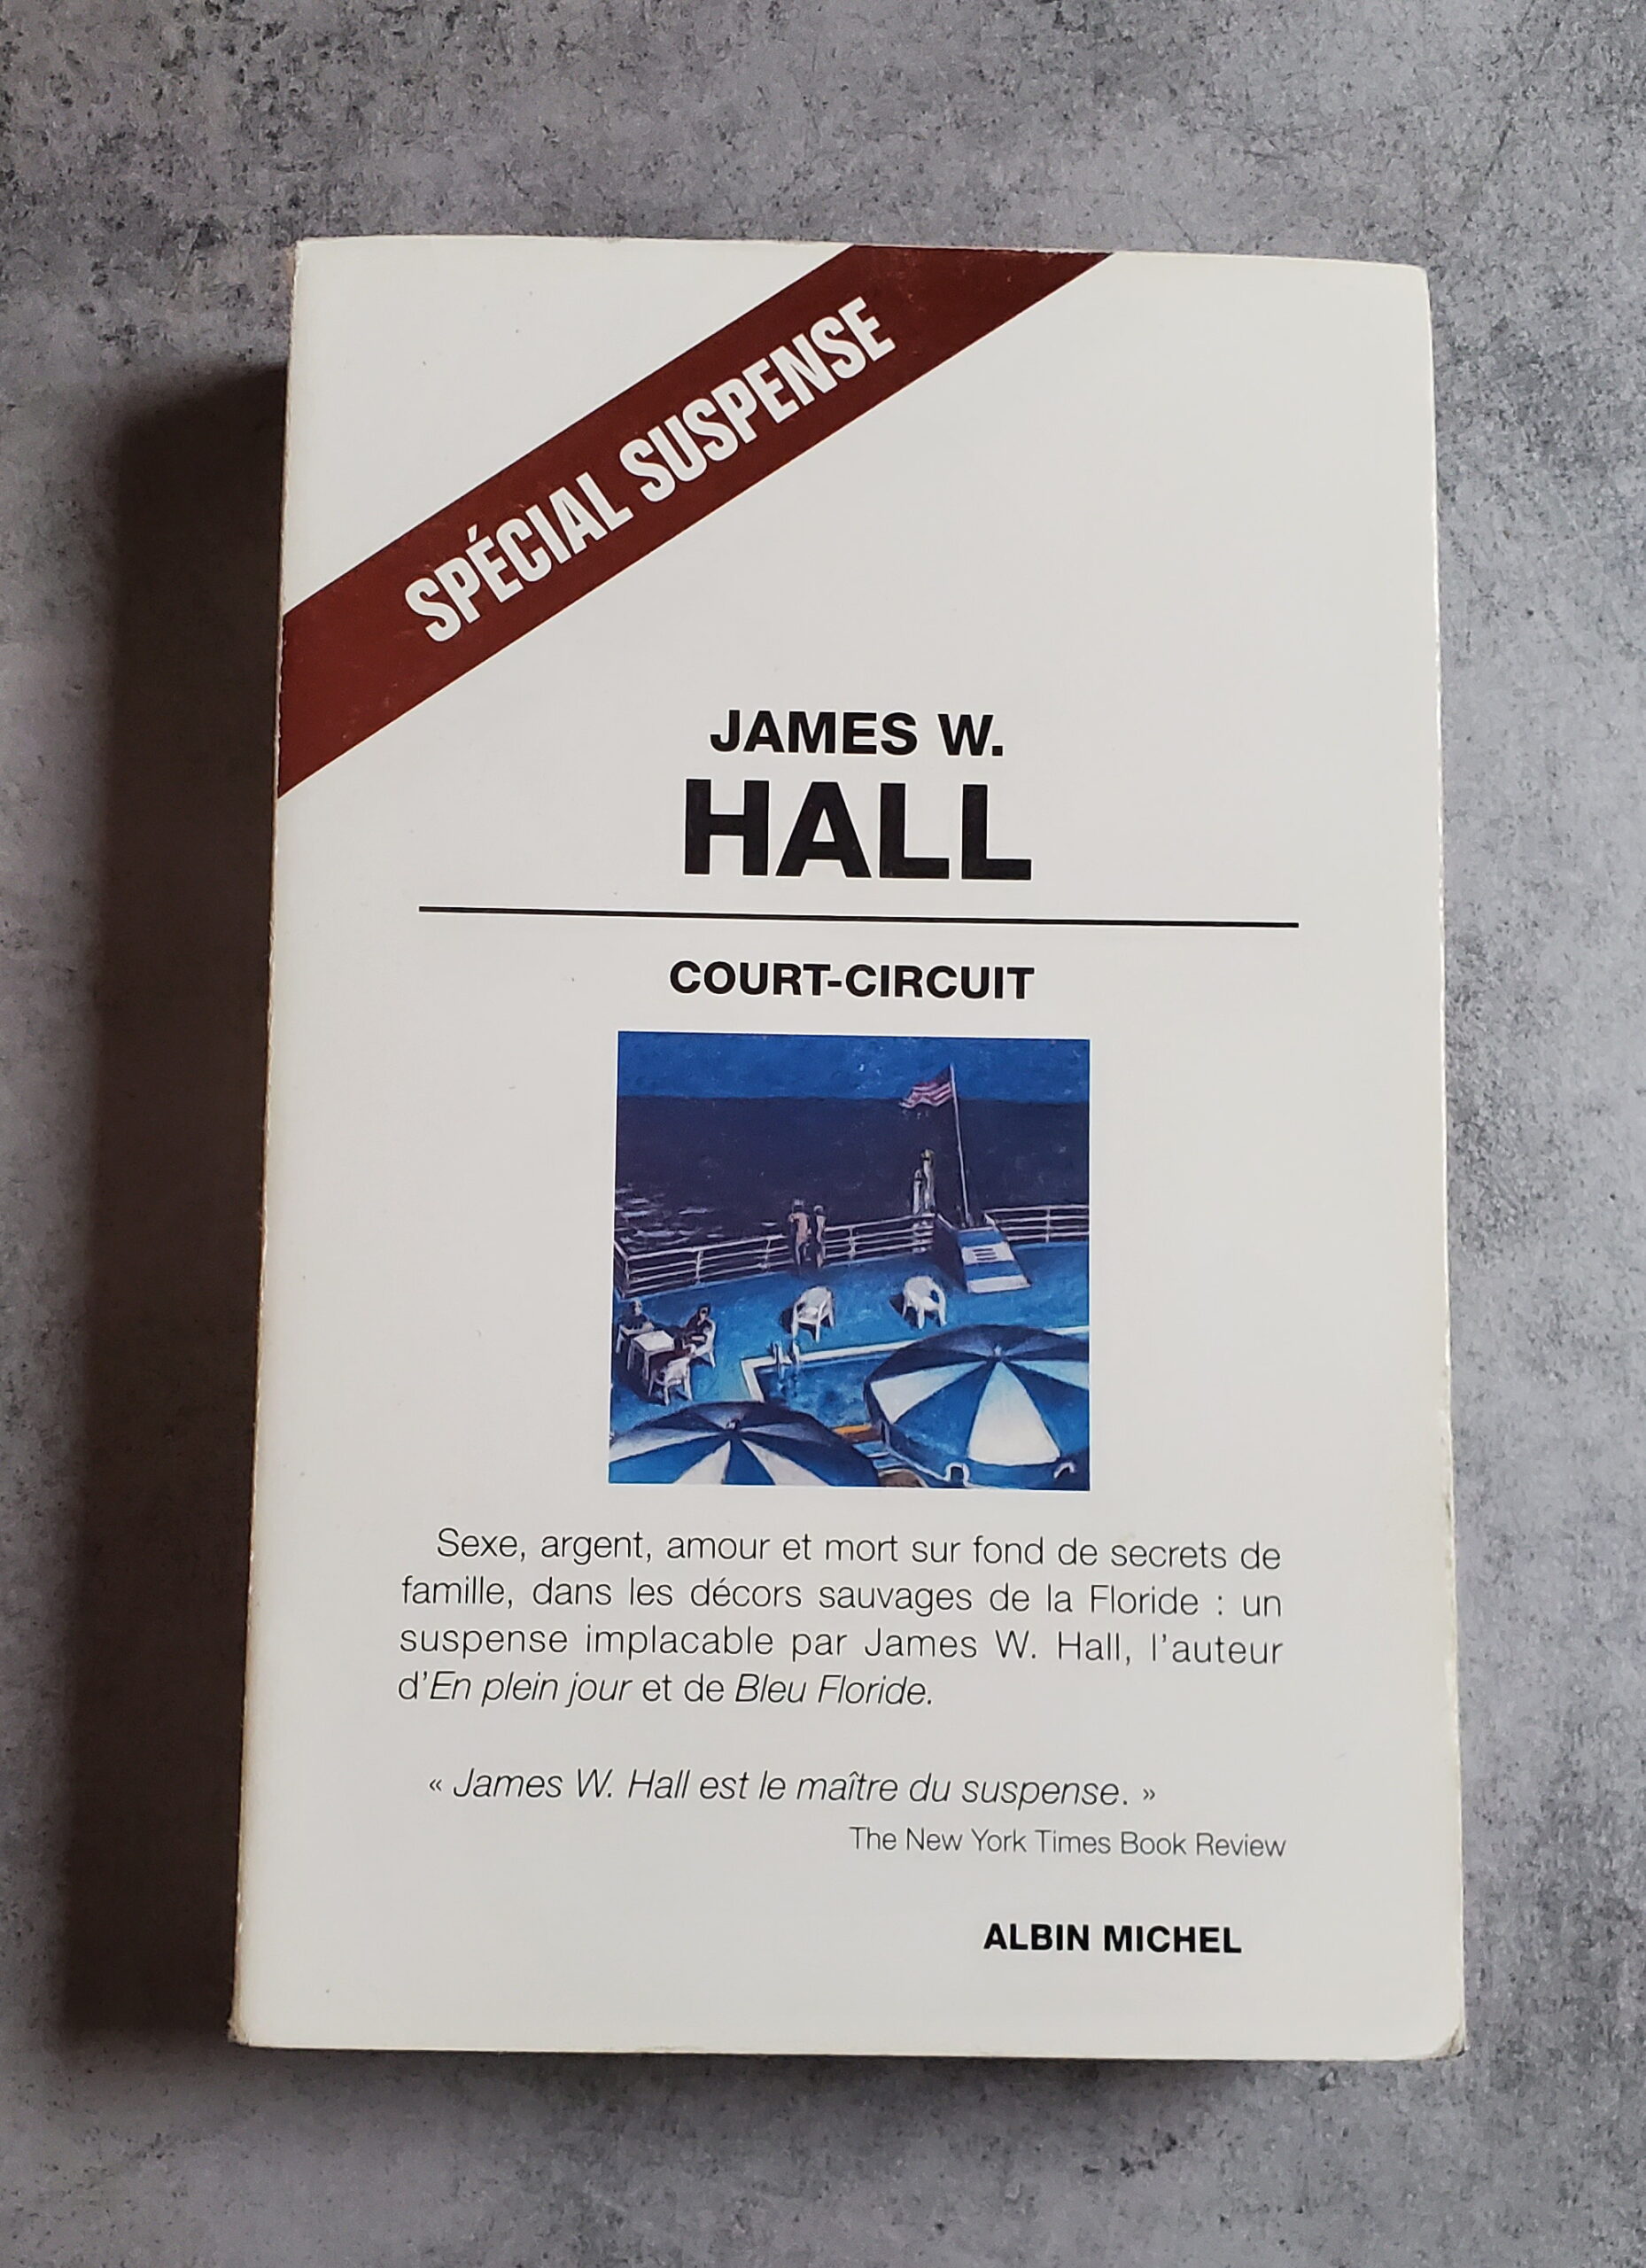 SPÉCIAL SUSPENSE
JAMES W.
HALL
COURT-CIRCUIT
Sexe, argent, amour et mort sur fond de secrets de
famille, dans les décors sauvages de la Floride : un
suspense implacable par James W. Hall, l'auteur
d'En plein jour et de Bleu Floride.
« James W. Hall est le maître du suspense. »
The New York Times Book Review
ALBIN MICHEL